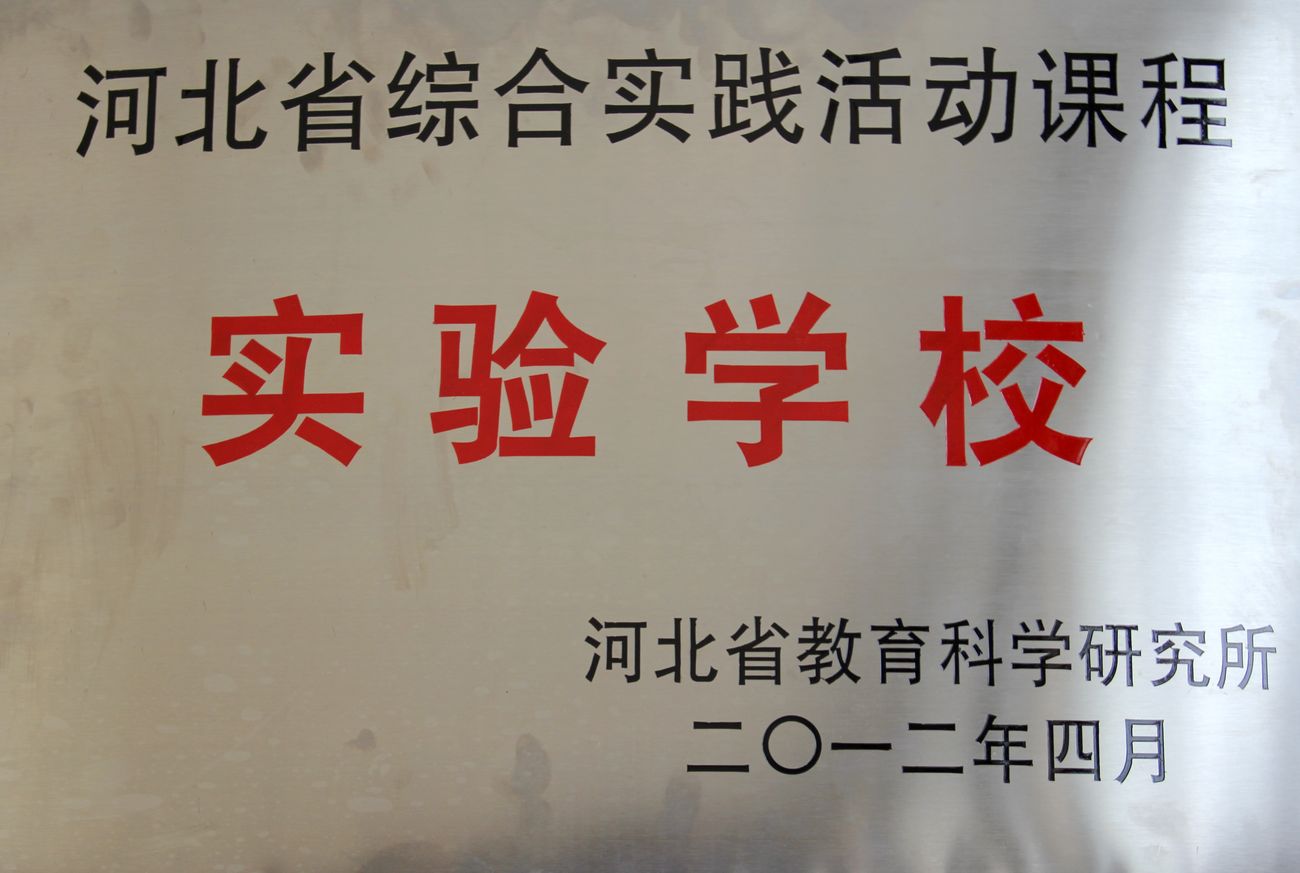 河北省综合实践活动课程
实验学校
河北省教育科学研究所
二〇一二年四月